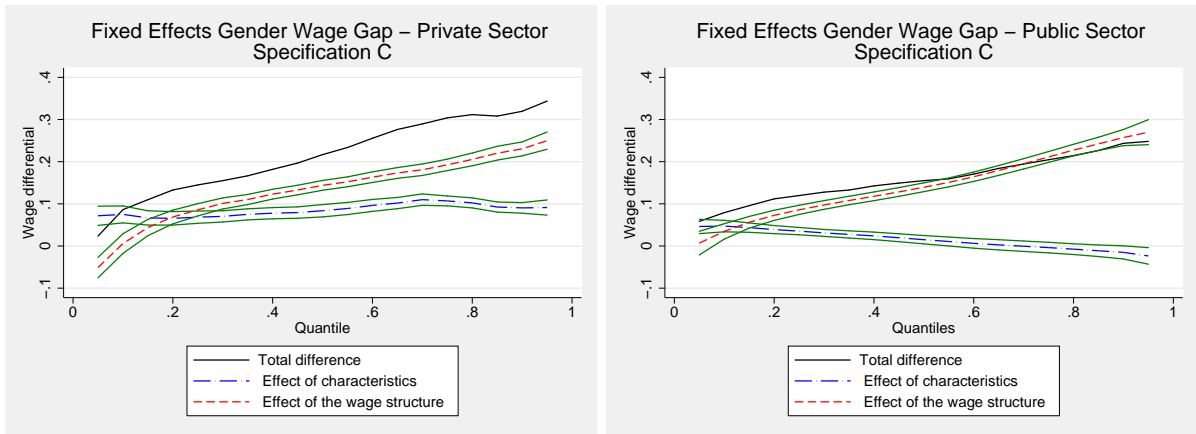 Fixed Effects Gender Wage Gap – Private Sector
Specification C
Wage differential
.4
.3
.2
.1
0
–.1
0
.2
.4
.6
.8
1
Quantile
Total difference
Effect of characteristics
Effect of the wage structure
Fixed Effects Gender Wage Gap – Public Sector
Specification C
Wage differential
.4
.3
.2
.1
0
–.1
0
.2
.4
.6
.8
1
Quantiles
Total difference
Effect of characteristics
Effect of the wage structure